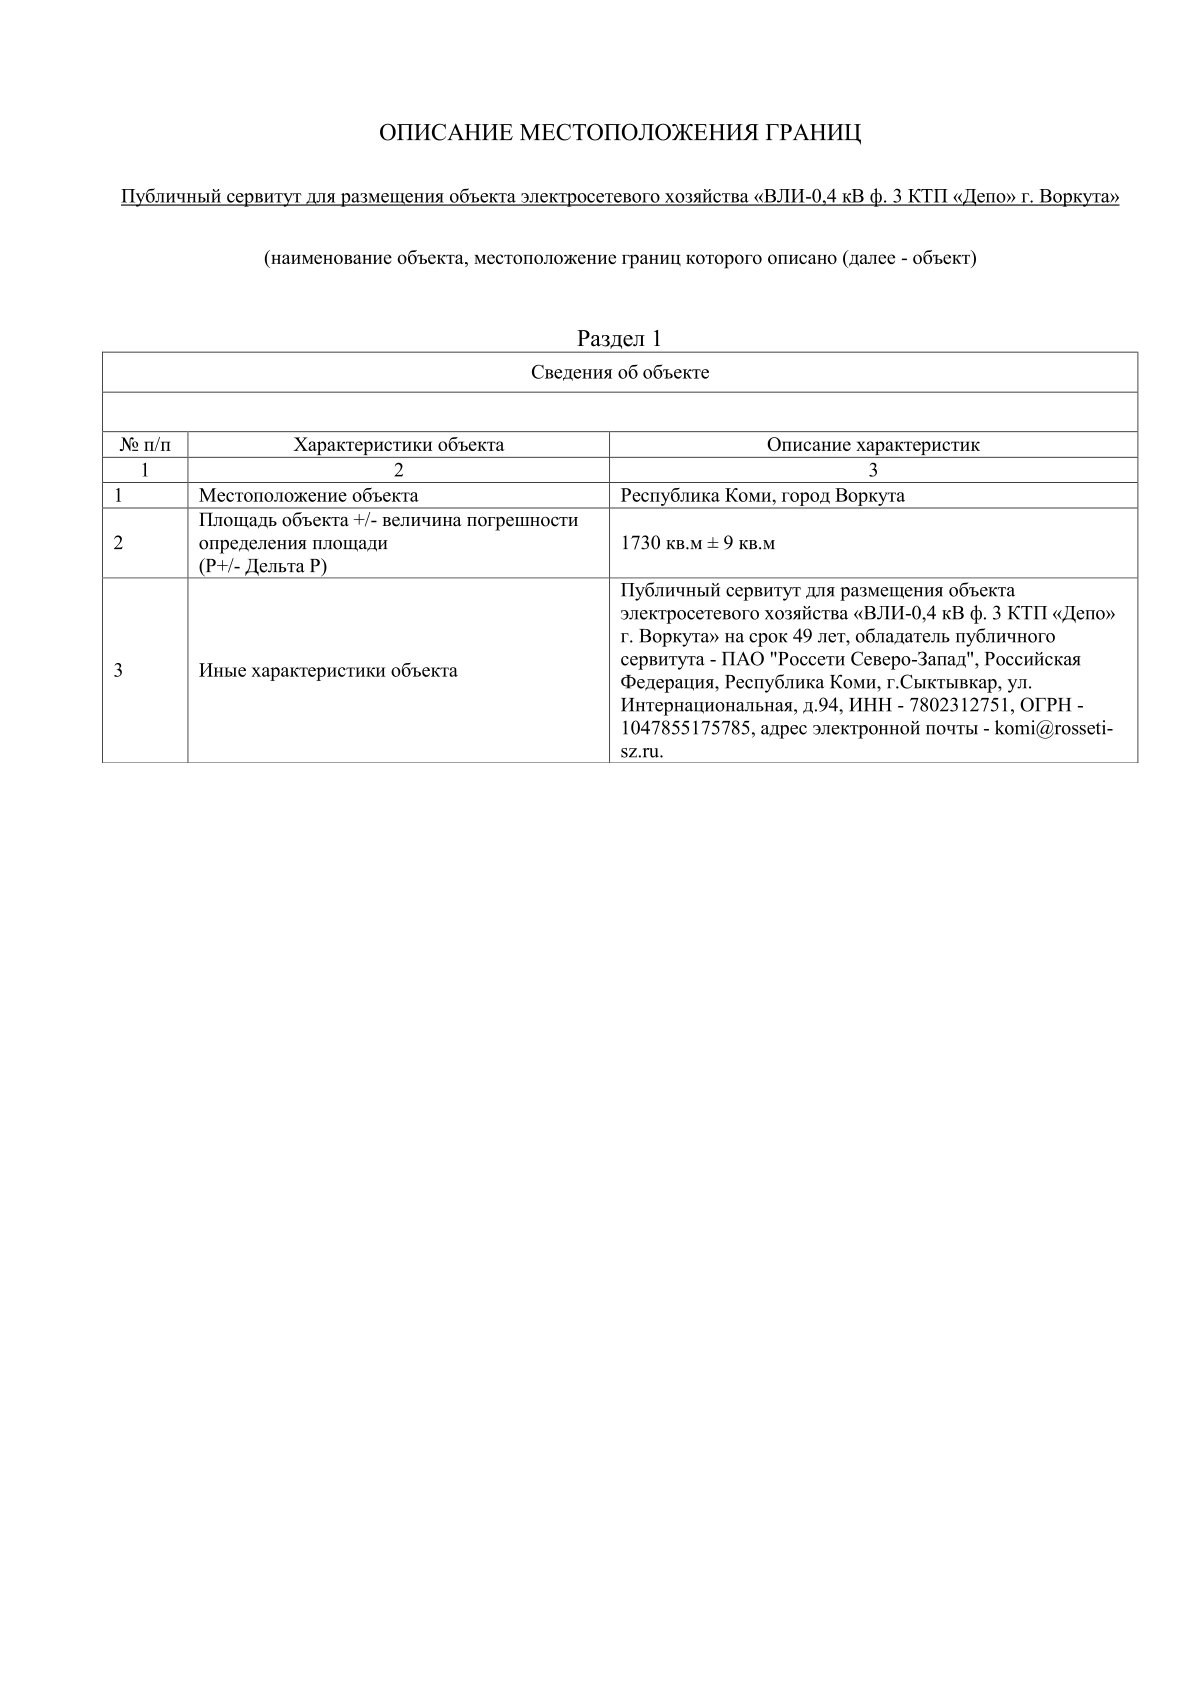 ОПИСАНИЕ МЕСТОПОЛОЖЕНИЯ ГРАНИЦ
Публичный сервитут для размещения объекта электросетевого хозяйства «ВЛИ-0,4 кВ ф. 3 КТП «Депо» г. Воркута»
(наименование объекта, местоположение границ которого описано (далее - объект)
Раздел 1
Сведения об объекте
№ п/п Характеристики объекта Описание характеристик
1 2 3
1 Местоположение объекта Республика Коми, город Воркута
2 Площадь объекта +/- величина погрешности
определения площади
(Р+/- Дельта Р)
1730 кв.м ± 9 кв.м
3 Иные характеристики объекта
Публичный сервитут для размещения объекта
электросетевого хозяйства «ВЛИ-0,4 кВ ф. 3 КТП «Депо»
г. Воркута» на срок 49 лет, обладатель публичного
сервитута - ПАО "Россети Северо-Запад", Российская
Федерация, Республика Коми, г.Сыктывкар, ул.
Интернациональная, д.94, ИНН - 7802312751, ОГРН -
1047855175785, адрес электронной почты - komi@rosseti-
sz.ru.